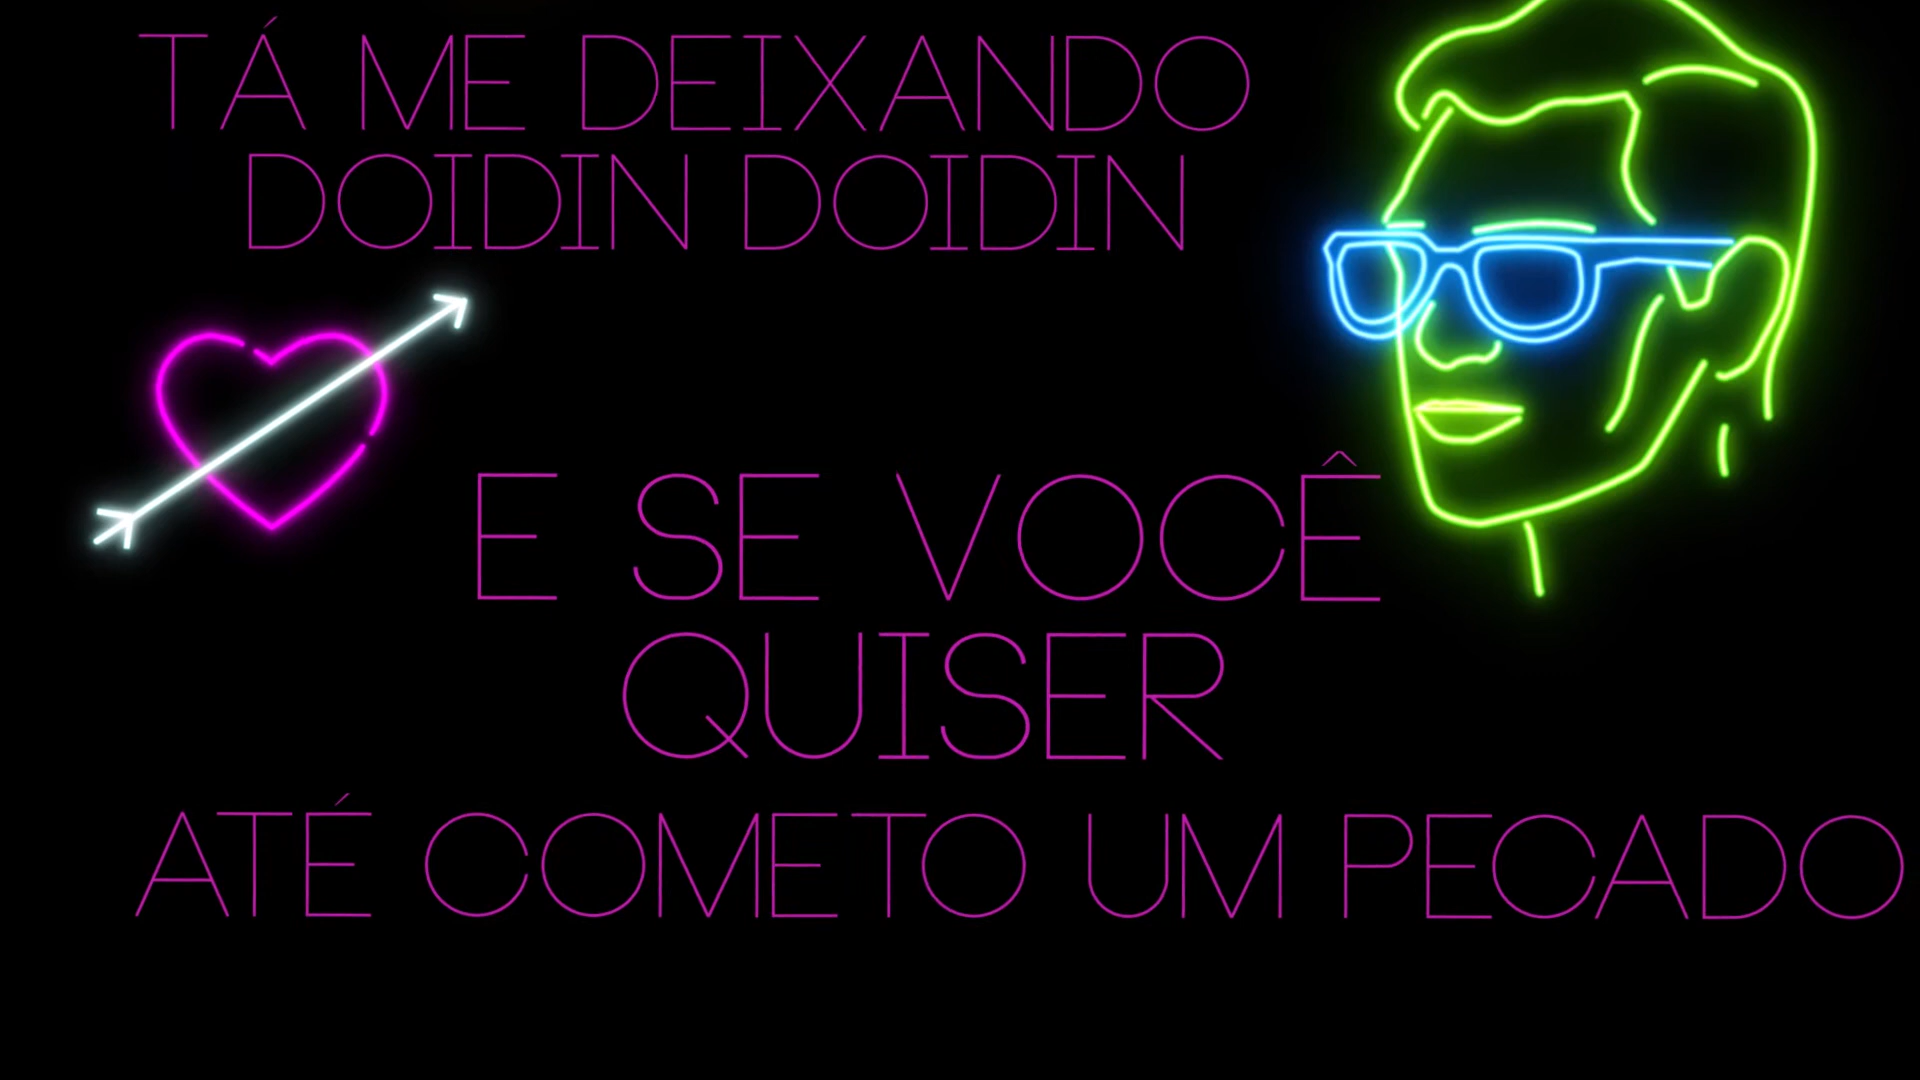 TÁ ME DEIXANDO
DOIDIN DOIDIN
E SE VOCÊ
QUISER
ATÉ COMETO UM PECADO